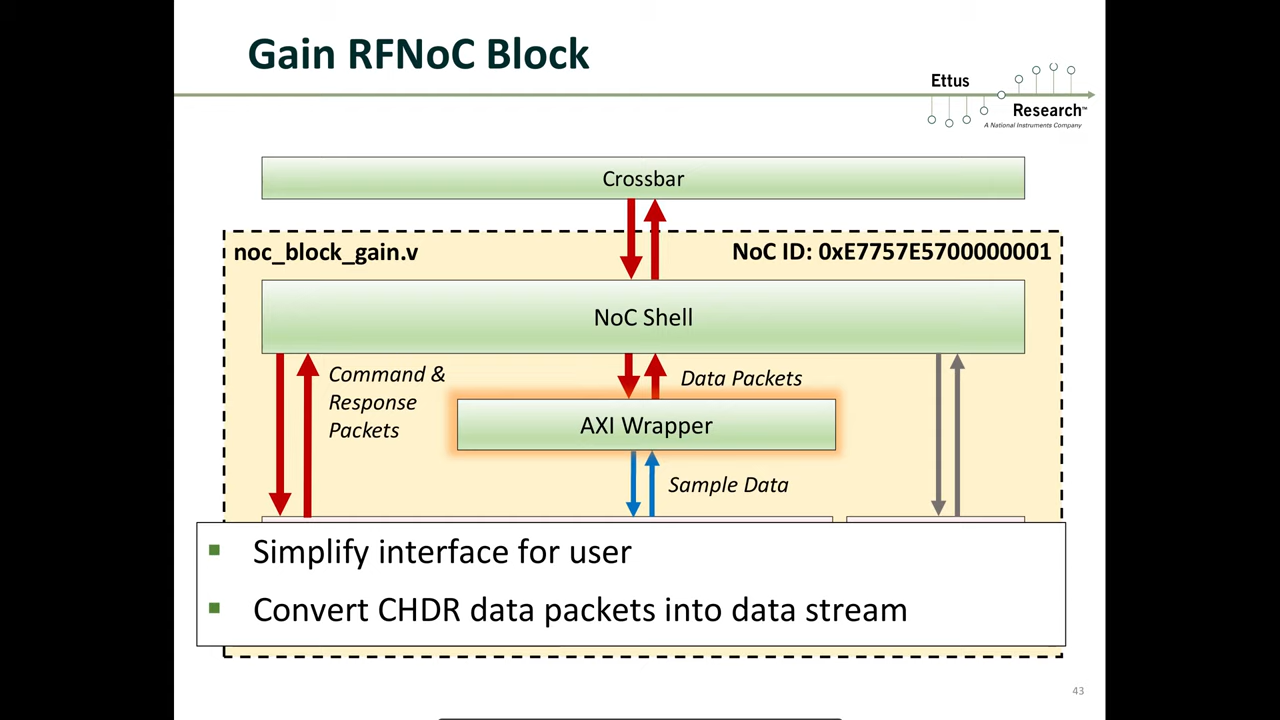 Gain RFNoC Block
Ettus
Research™
A National Instruments Company
Crossbar
noc_block_gain.v
NoC ID: 0xE7757E5700000001
NoC Shell
Command &
Response
Packets
Data Packets
AXI Wrapper
Sample Data
Simplify interface for user
Convert CHDR data packets into data stream
43